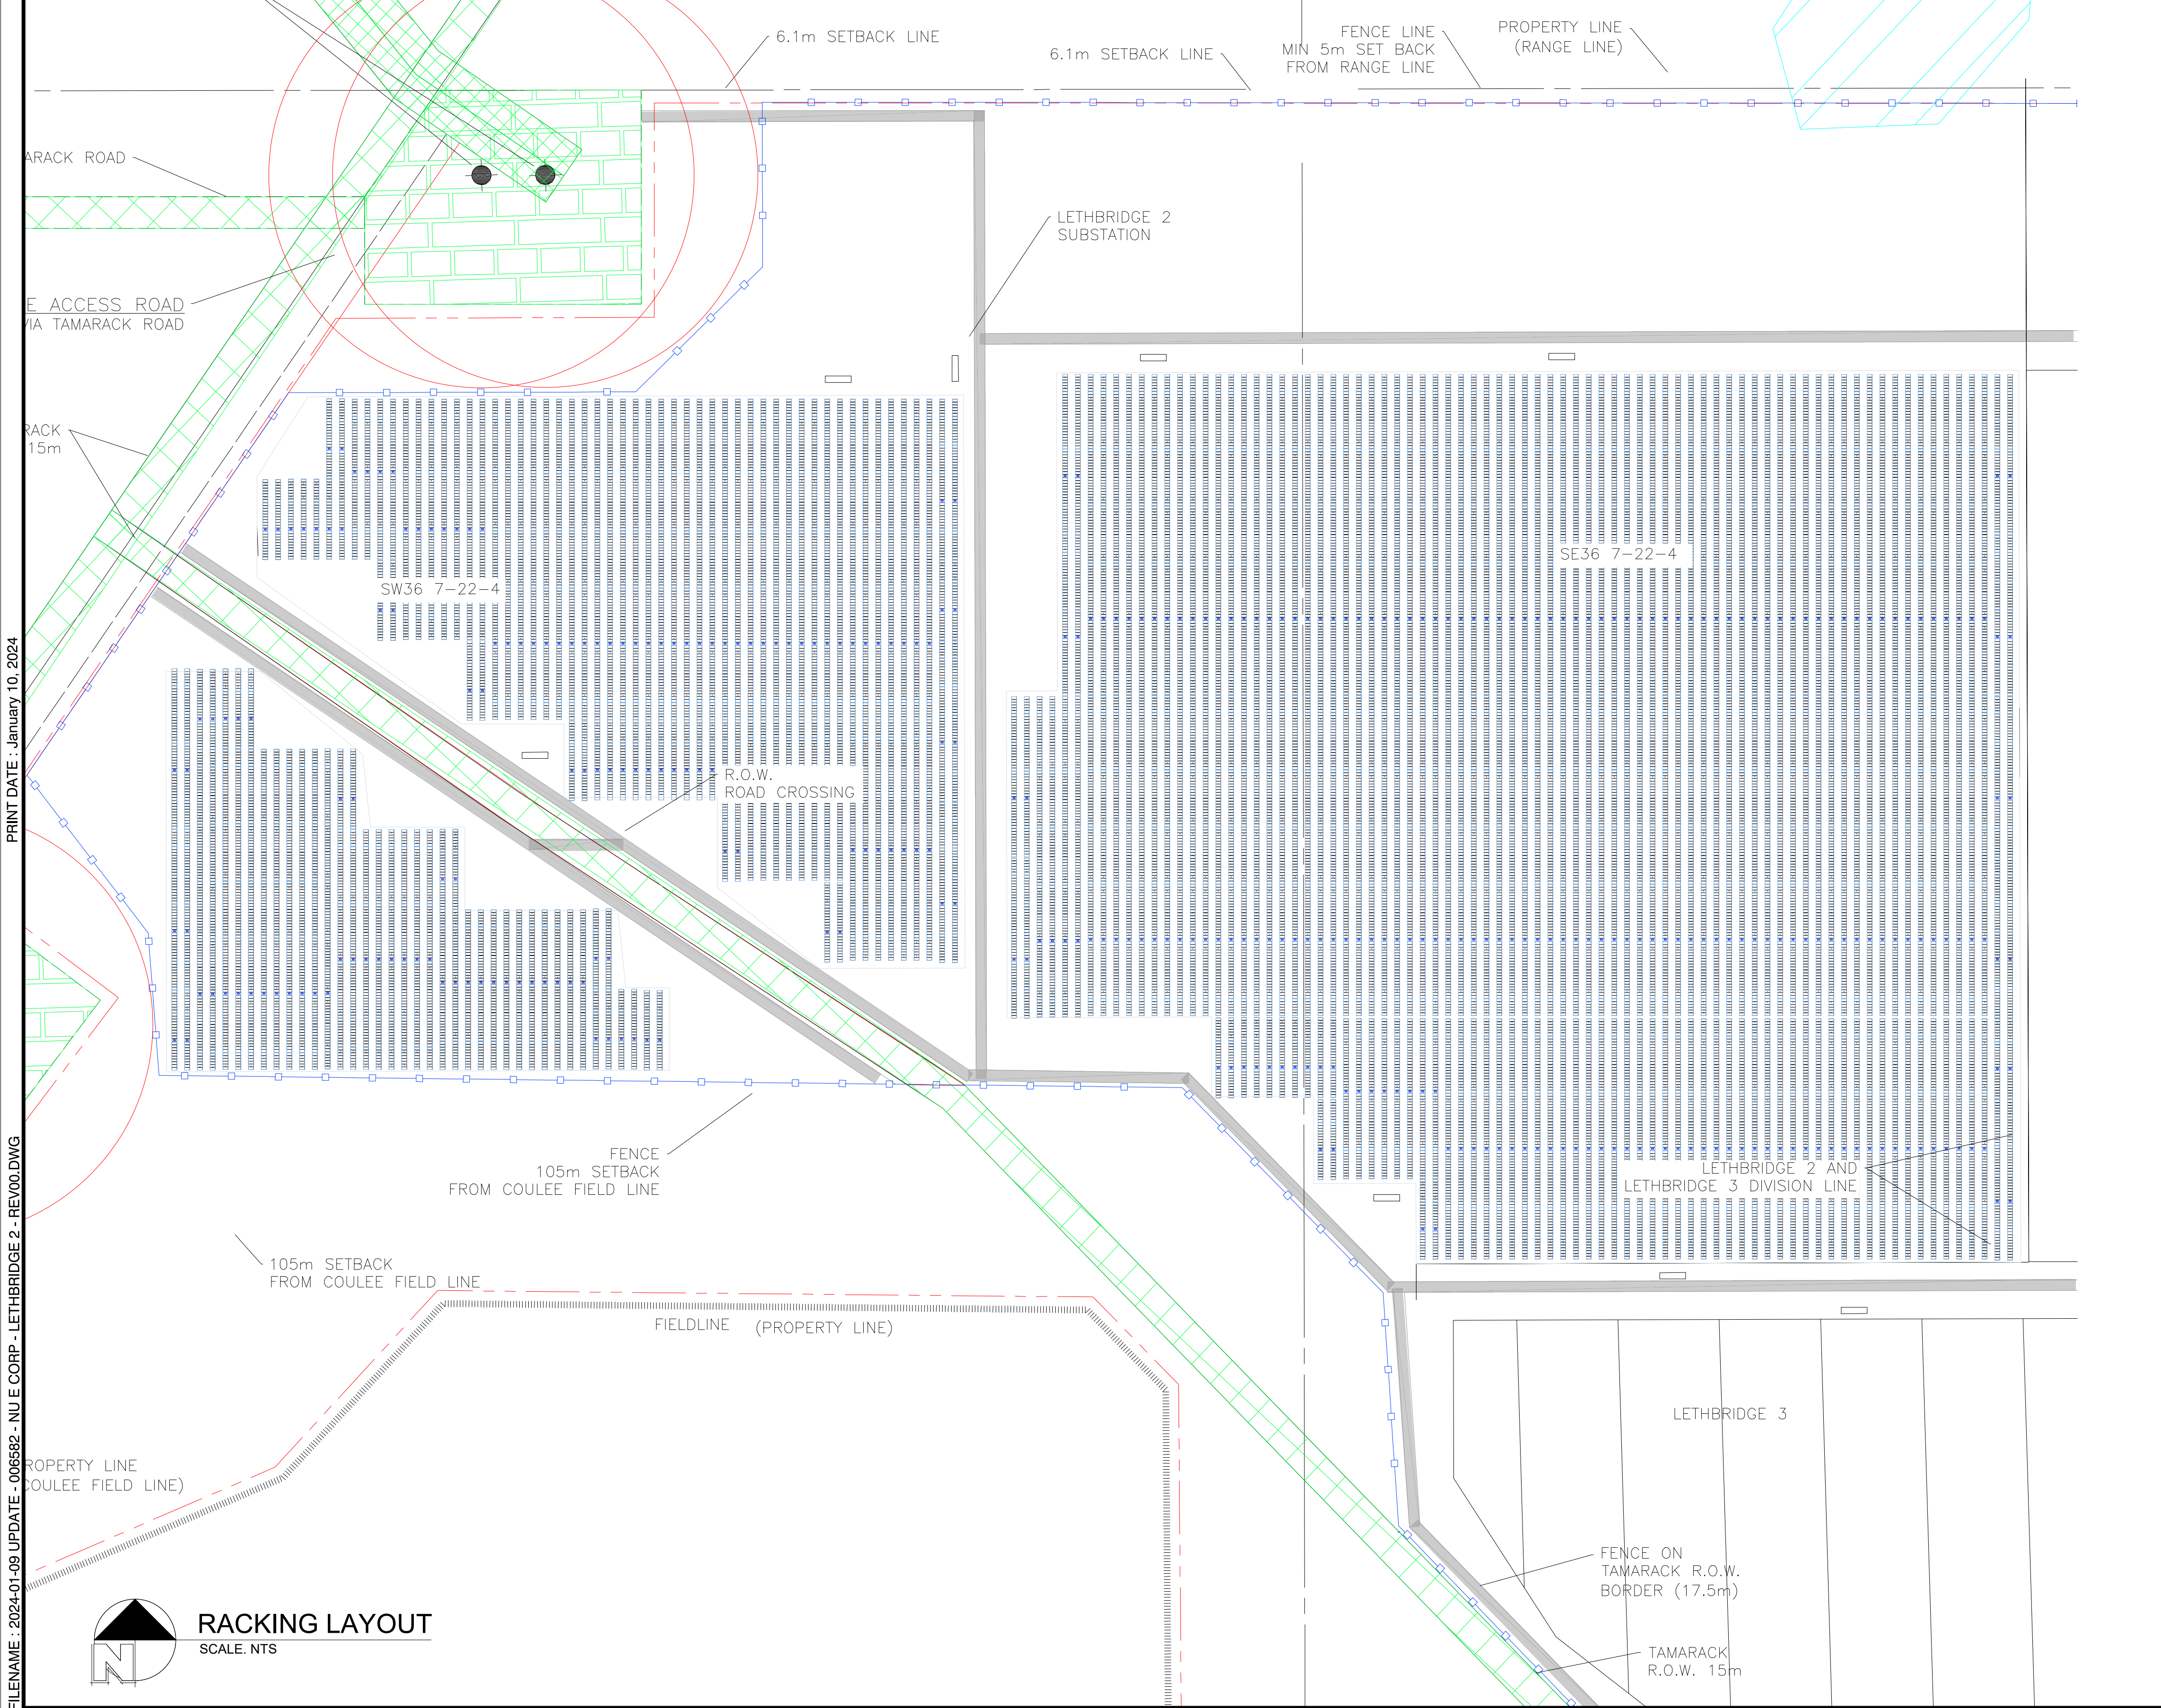 6.1m SETBACK LINE
6.1m SETBACK LINE
FENCE LINE
MIN 5m SET BACK
FROM RANGE LINE
PROPERTY LINE
(RANGE LINE)
ARACK ROAD
LETHBRIDGE 2
SUBSTATION
E ACCESS ROAD
VIA TAMARACK ROAD
RACK
15m
SE36 7-22-4
SW36 7-22-4
R.O.W.
ROAD CROSSING
FENCE
105m SETBACK
FROM COULEE FIELD LINE
LETHBRIDGE 2 AND
LETHBRIDGE 3 DIVISION LINE
105m SETBACK
FROM COULEE FIELD LINE
FIELDLINE (PROPERTY LINE)
LETHBRIDGE 3
ROPERTY LINE
COULEE FIELD LINE)
FENCE ON
TAMARACK R.O.W.
BORDER (17.5m)
TAMARACK
R.O.W. 15m
N
RACKING LAYOUT
SCALE. NTS
PRINT DATE : January 10, 2024
FILENAME : 2024-01-09 UPDATE - 006582 - NU E CORP - LETHBRIDGE 2 - REV00.DWG